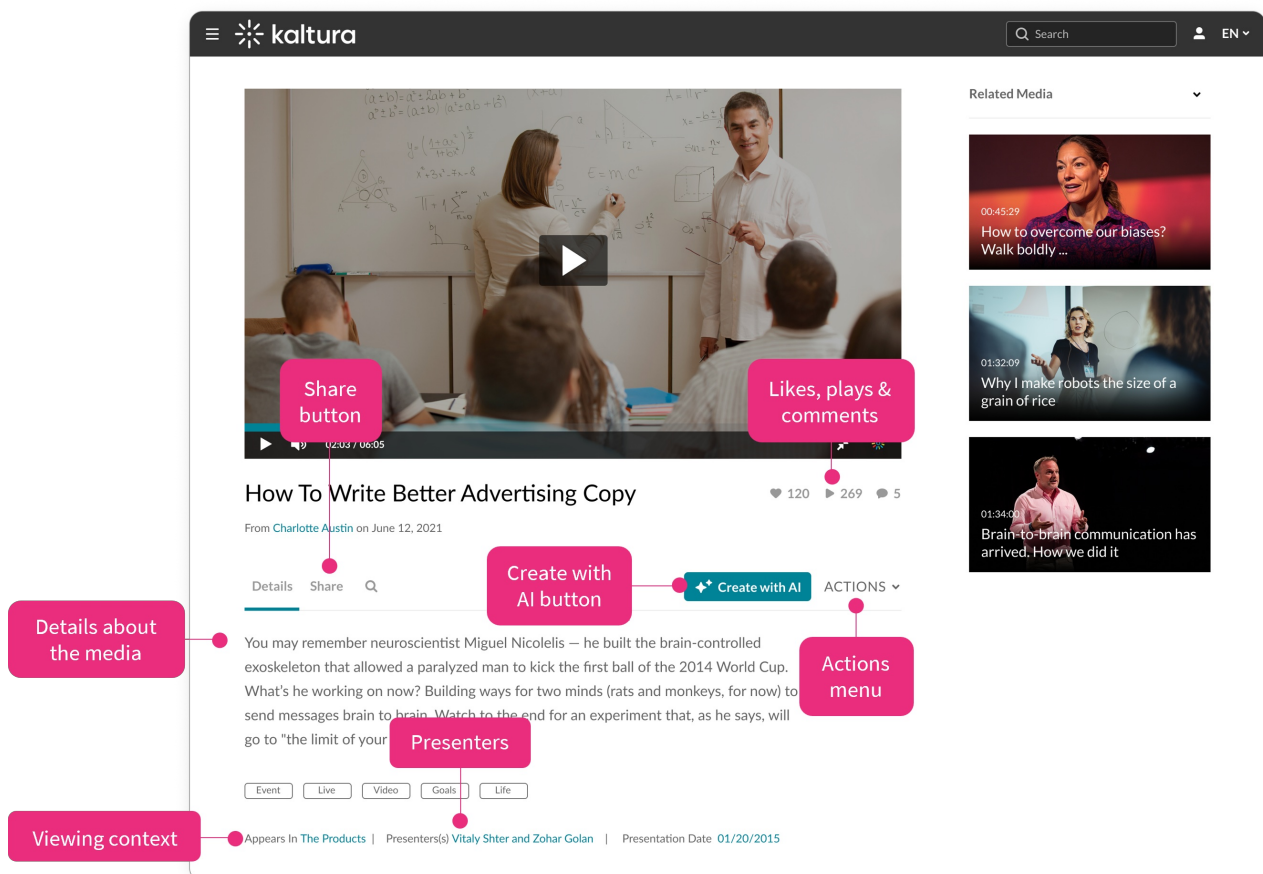 kaltura
Search
EN
E = m c²
02:03 / 06:05
Share
button
Likes, plays &
comments
How To Write Better Advertising Copy
120
269
5
From Charlotte Austin on June 12, 2021
Details
Share
Create with
AI button
Create with AI
ACTIONS
Details about
the media
Actions
menu
You may remember neuroscientist Miguel Nicolelis — he built the brain-controlled
exoskeleton that allowed a paralyzed man to kick the first ball of the 2014 World Cup.
What's he working on now? Building ways for two minds (rats and monkeys, for now) to
send messages brain to brain. Watch to the end for an experiment that, as he says, will
go to "the limit of your
Presenters
Event
Live
Video
Goals
Life
Viewing context
Appears In The Products | Presenters(s) Vitaly Shter and Zohar Golan | Presentation Date 01/20/2015
Related Media
00:45:29
How to overcome our biases?
Walk boldly ...
01:32:09
Why I make robots the size of a
grain of rice
01:34:00
Brain-to-brain communication has
arrived. How we did it